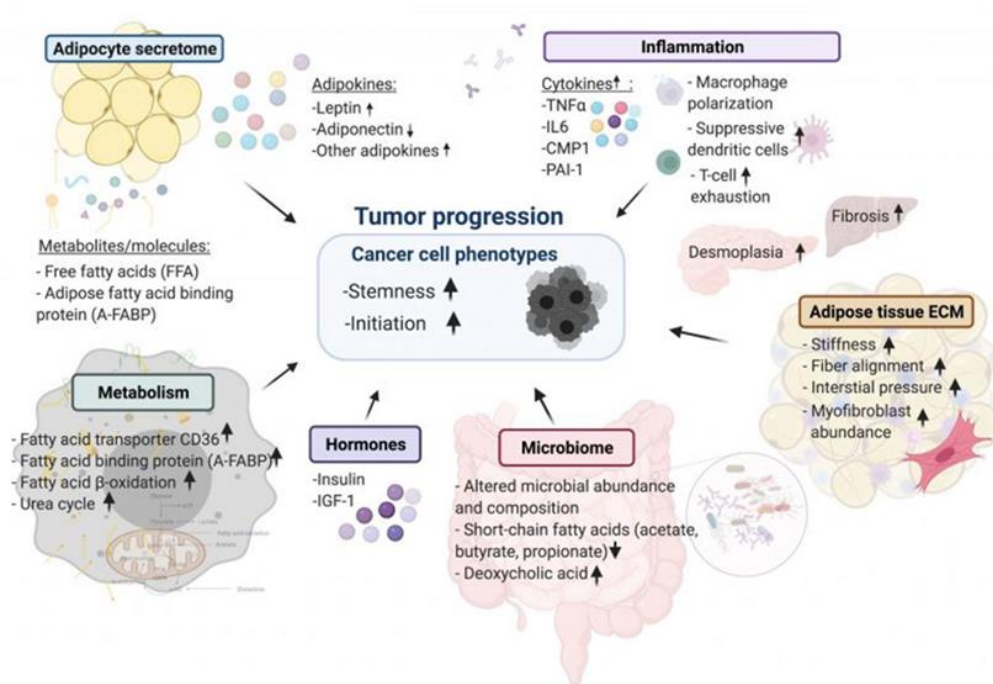 Adipocyte secretome
Adipokines:
-Leptin ↑
-Adiponectin ↓
-Other adipokines ↑
Metabolites/molecules:
- Free fatty acids (FFA)
- Adipose fatty acid binding
protein (A-FABP)
Inflammation
Cytokines↑ :
-TNFα
-IL6
-CMP1
-PAI-1
- Macrophage
polarization
- Suppressive ↑
dendritic cells
- T-cell ↑
exhaustion
Tumor progression
Cancer cell phenotypes
-Stemness ↑
-Initiation ↑
Fibrosis ↑
Desmoplasia ↑
Adipose tissue ECM
- Stiffness ↑
- Fiber alignment ↑
- Interstial pressure ↑
- Myofibroblast ↑
abundance
Metabolism
- Fatty acid transporter CD36 ↑
- Fatty acid binding protein (A-FABP)↑
- Fatty acid β-oxidation ↑
- Urea cycle ↑
Hormones
-Insulin
-IGF-1
Microbiome
- Altered microbial abundance
and composition
- Short-chain fatty acids (acetate,
butyrate, propionate)↓
- Deoxycholic acid ↑